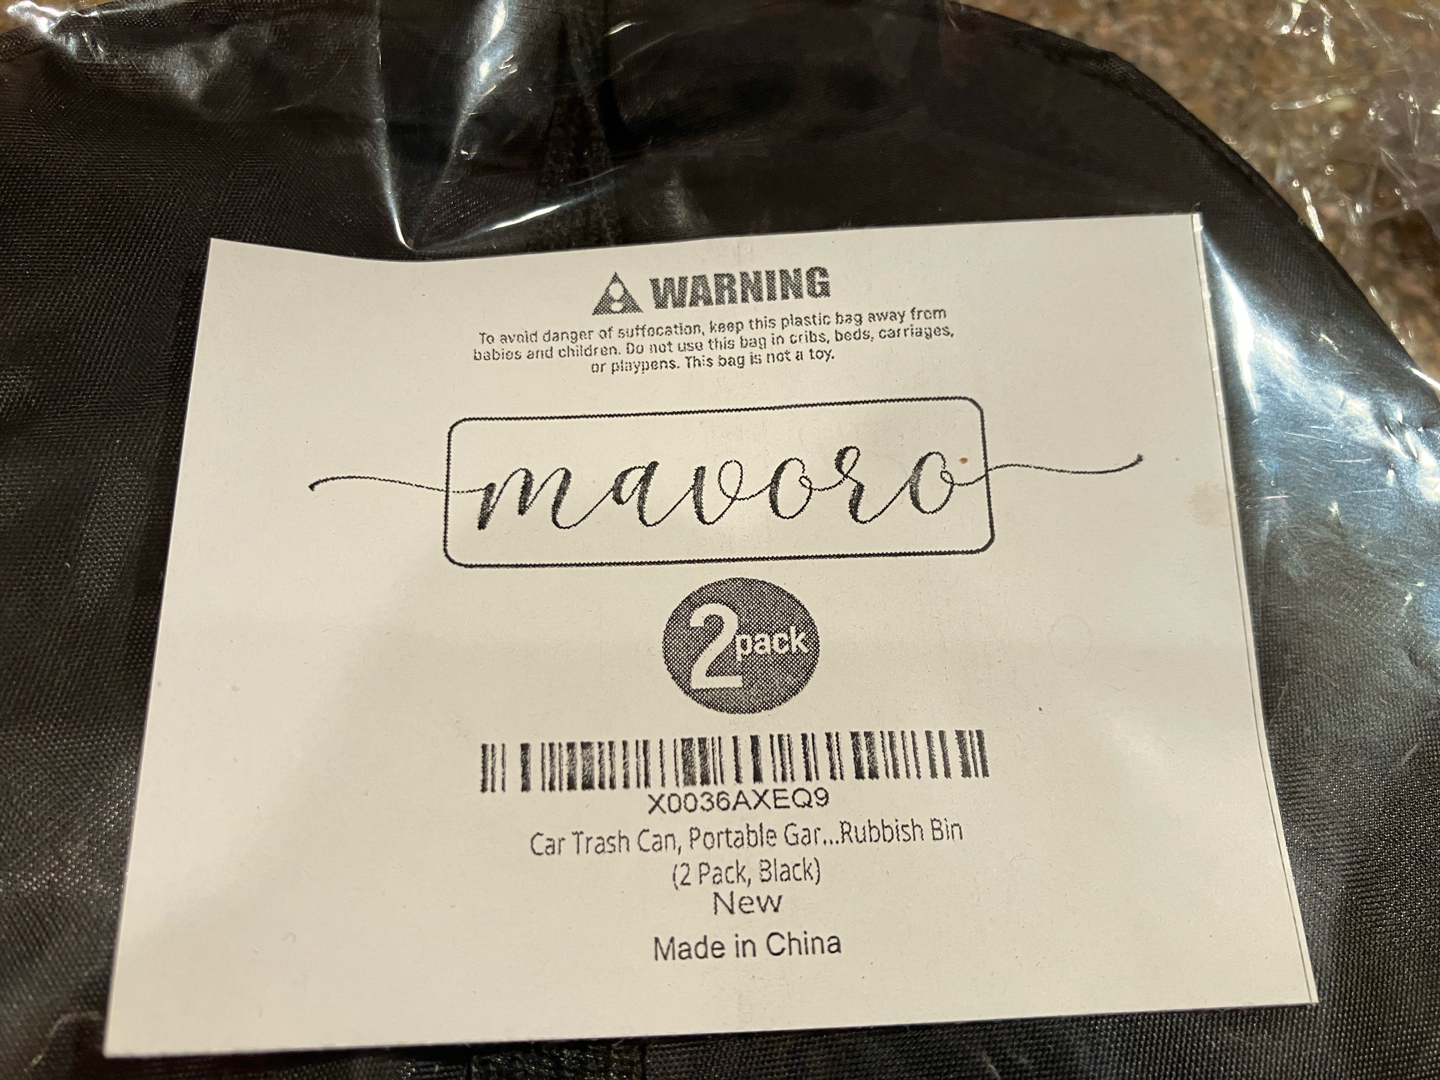 WARNING
To avoid danger of suffocation, keep this plastic bag away from
babies and children. Do not use this bag in cribs, beds, carriages,
or playpens. This bag is not a toy.
mavoro
2 pack
X0036AXEQ9
Car Trash Can, Portable Gar...Rubbish Bin
(2 Pack, Black)
New
Made in China